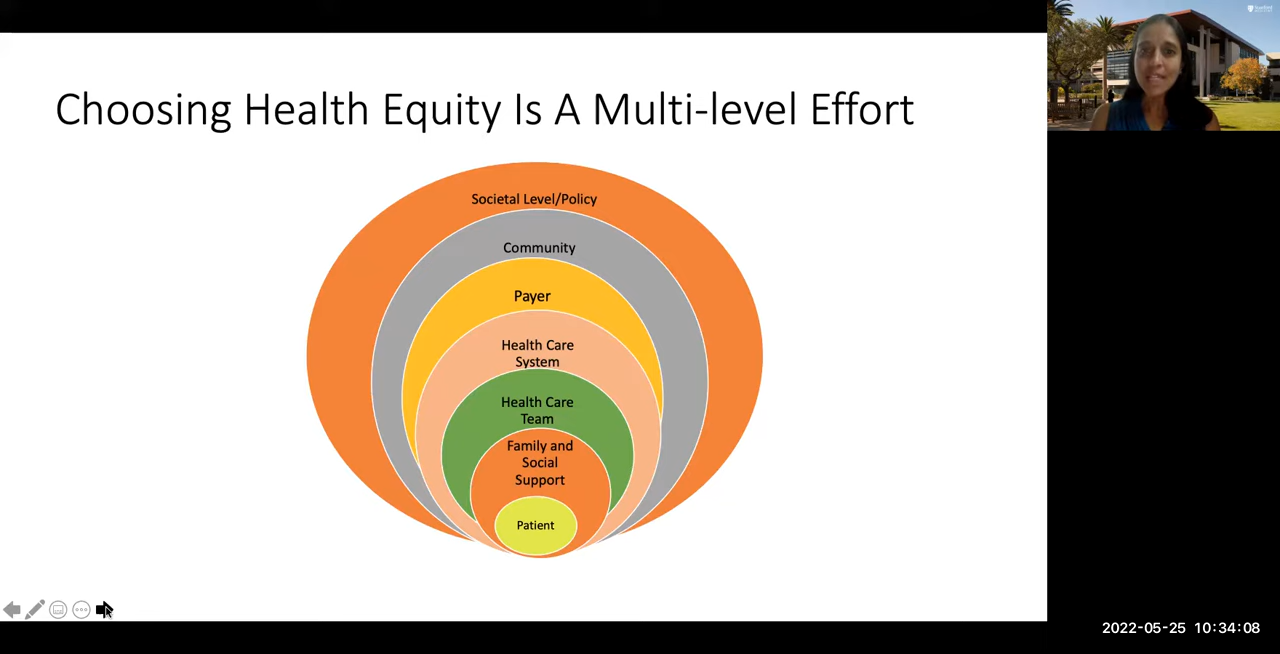 Choosing Health Equity Is A Multi-level Effort
Societal Level/Policy
Community
Payer
Health Care
System
Health Care
Team
Family and
Social
Support
Patient
2022-05-25 10:34:08